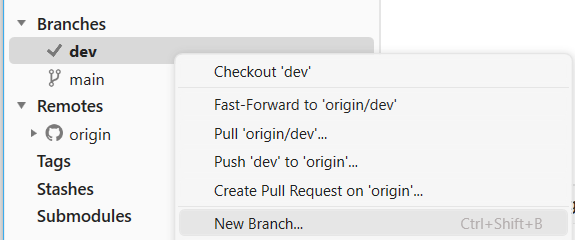 Branches
dev
main
Remotes
origin
Tags
Stashes
Submodules
Checkout 'dev'
Fast-Forward to 'origin/dev'
Pull 'origin/dev'...
Push 'dev' to 'origin'...
Create Pull Request on 'origin'...
New Branch... Ctrl+Shift+B